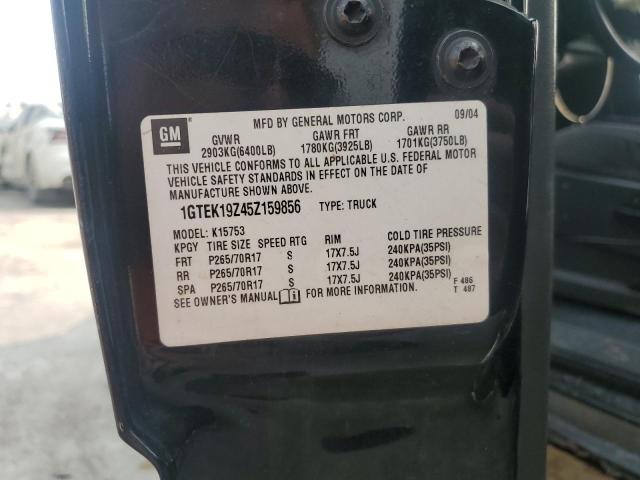 GM
MFD BY GENERAL MOTORS CORP. 09/04
GVWR GAWR FRT GAWR RR
2903KG(6400LB) 1780KG(3925LB) 1701KG(3750LB)
THIS VEHICLE CONFORMS TO ALL APPLICABLE U.S. FEDERAL MOTOR
VEHICLE SAFETY STANDARDS IN EFFECT ON THE DATE OF
MANUFACTURE SHOWN ABOVE.
1GTEK19Z45Z159856 TYPE: TRUCK
MODEL: K15753
KPGY TIRE SIZE SPEED RTG RIM COLD TIRE PRESSURE
FRT P265/70R17 S 17X7.5J 240KPA(35PSI)
RR P265/70R17 S 17X7.5J 240KPA(35PSI)
SPA P265/70R17 S 17X7.5J 240KPA(35PSI)
SEE OWNER'S MANUAL FOR MORE INFORMATION.
F 486
T 487